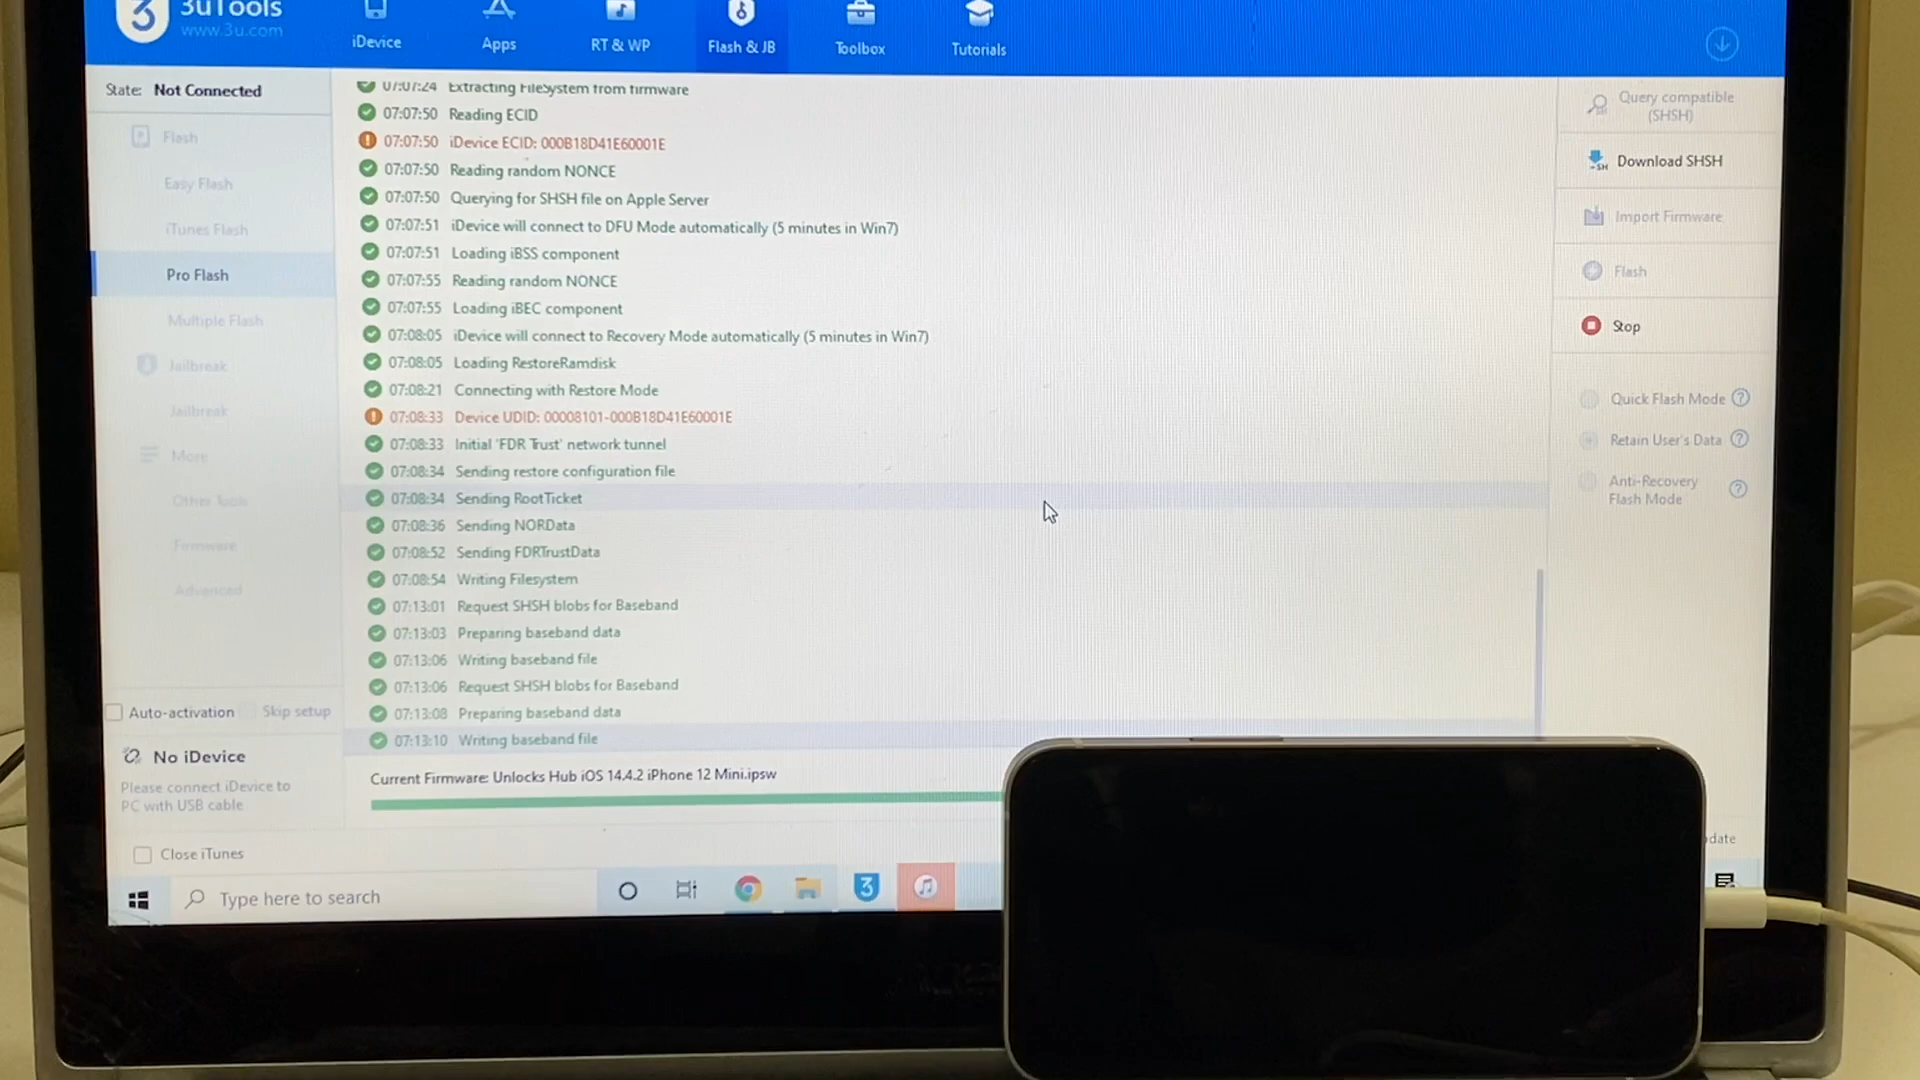 3uTools
www.3u.com
iDevice
Apps
RT & WP
Flash & JB
Toolbox
Tutorials
State: Not Connected
Flash
Easy Flash
iTunes Flash
Pro Flash
Multiple Flash
Jailbreak
Jailbreak
More
Other Tools
Firmware
Advanced
Auto-activation
Skip setup
No iDevice
Please connect iDevice to
PC with USB cable
Close iTunes
07:07:24 Extracting Filesystem from firmware
07:07:50 Reading ECID
07:07:50 iDevice ECID: 000B18D41E60001E
07:07:50 Reading random NONCE
07:07:50 Querying for SHSH file on Apple Server
07:07:51 iDevice will connect to DFU Mode automatically (5 minutes in Win7)
07:07:51 Loading iBSS component
07:07:55 Reading random NONCE
07:07:55 Loading iBEC component
07:08:05 iDevice will connect to Recovery Mode automatically (5 minutes in Win7)
07:08:05 Loading RestoreRamdisk
07:08:21 Connecting with Restore Mode
07:08:33 Device UDID: 00008101-000B18D41E60001E
07:08:33 Initial 'FDR Trust' network tunnel
07:08:34 Sending restore configuration file
07:08:34 Sending RootTicket
07:08:36 Sending NORData
07:08:52 Sending FDRTrustData
07:08:54 Writing Filesystem
07:13:01 Request SHSH blobs for Baseband
07:13:03 Preparing baseband data
07:13:06 Writing baseband file
07:13:06 Request SHSH blobs for Baseband
07:13:08 Preparing baseband data
07:13:10 Writing baseband file
Current Firmware: Unlocks Hub iOS 14.4.2 iPhone 12 Mini.ipsw
Query compatible
(SHSH)
Download SHSH
Import Firmware
Flash
Stop
Quick Flash Mode
Retain User's Data
Anti-Recovery
Flash Mode
date
Type here to search